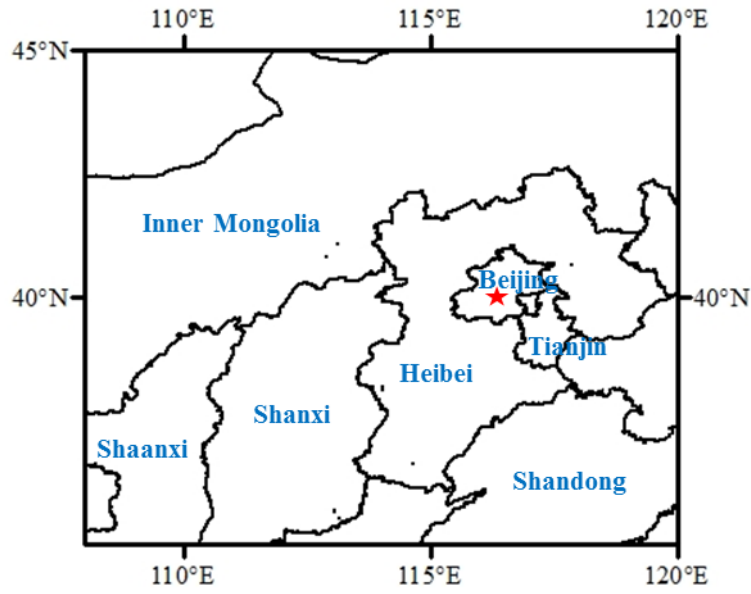 110°E 115°E 120°E
45°N
Inner Mongolia
Beijing
40°N 40°N
Tianjin
Heibei
Shanxi
Shaanxi
Shandong
110°E 115°E 120°E